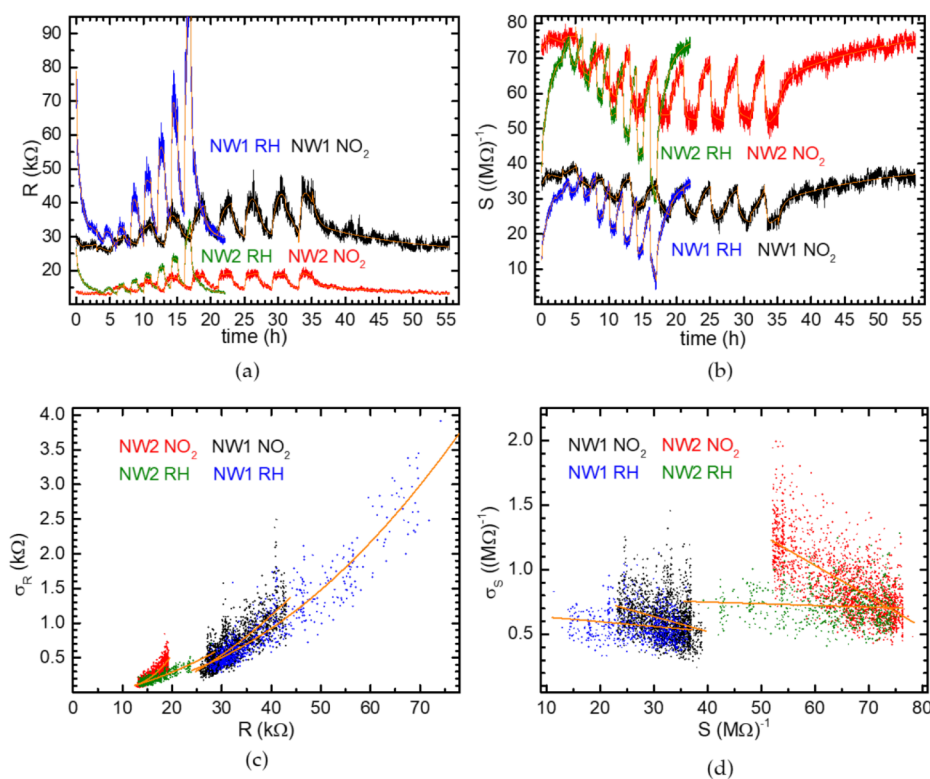 R (kΩ)
90
80
70
60
50
40
30
20
NW1 RH NW1 NO2
NW2 RH NW2 NO2
0 5 10 15 20 25 30 35 40 45 50 55
time (h)
(a)
S ((MΩ)-1
80
70
60
50
40
30
20
10
NW2 RH NW2 NO2
NW1 RH NW1 NO2
0 5 10 15 20 25 30 35 40 45 50 55
time (h)
(b)
σR (kΩ)
4.0
3.5
3.0
2.5
2.0
1.5
1.0
0.5
NW2 NO2 NW1 NO2
NW2 RH NW1 RH
0 10 20 30 40 50 60 70
R (kΩ)
(c)
σS ((MΩ)-1
2.0
1.5
1.0
0.5
NW1 NO2 NW2 NO2
NW1 RH NW2 RH
10 20 30 40 50 60 70 80
S (MΩ)-1
(d)